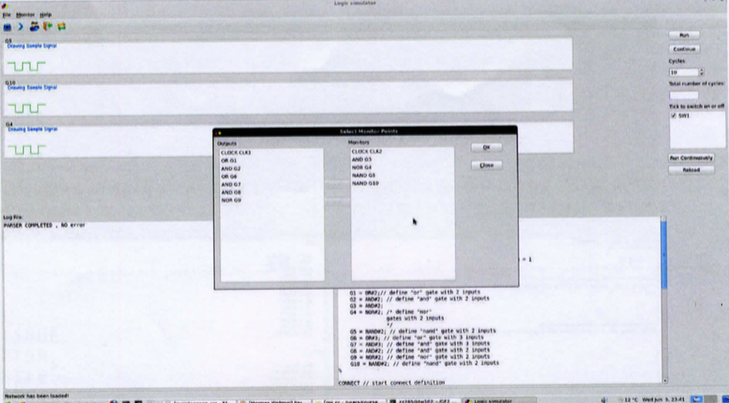 Logic simulator
File Monitor Help
G5
Drawing Sample Signal
G10
Drawing Sample Signal
G4
Drawing Sample Signal
Run
Continue
Cycles:
10
Total number of cycles:
Tick to switch on or off
SW1
Run Continuously
Reload
Select Monitor Points
Outputs
CLOCK CLK1
OR G1
AND G2
OR G6
AND G7
AND G8
NOR G9
Monitors
CLOCK CLK2
AND G3
NOR G4
NAND G5
NAND G10
OK
Close
Log File:
PARSER COMPLETED , NO error
= 1
G1 = OR#2;// define "or" gate with 2 inputs
G2 = AND#2; // define "and" gate with 2 inputs
G3 = AND#2;
G4 = NOR#2; /* define "nor"
gates with 2 inputs
*/
G5 = NAND#2; // define "nand" gate with 2 inputs
G6 = OR#3; // define "or" gate with 3 inputs
G7 = AND#3; // define "and" gate with 3 inputs
G8 = AND#2; // define "and" gate with 2 inputs
G9 = NOR#2; // define "nor" gate with 2 inputs
G10 = NAND#2; // define "nand" gate with 2 inputs
CONNECT // start connect definition
Network has been loaded!
Logic simulator
12 °C Wed Jun 5, 23:41